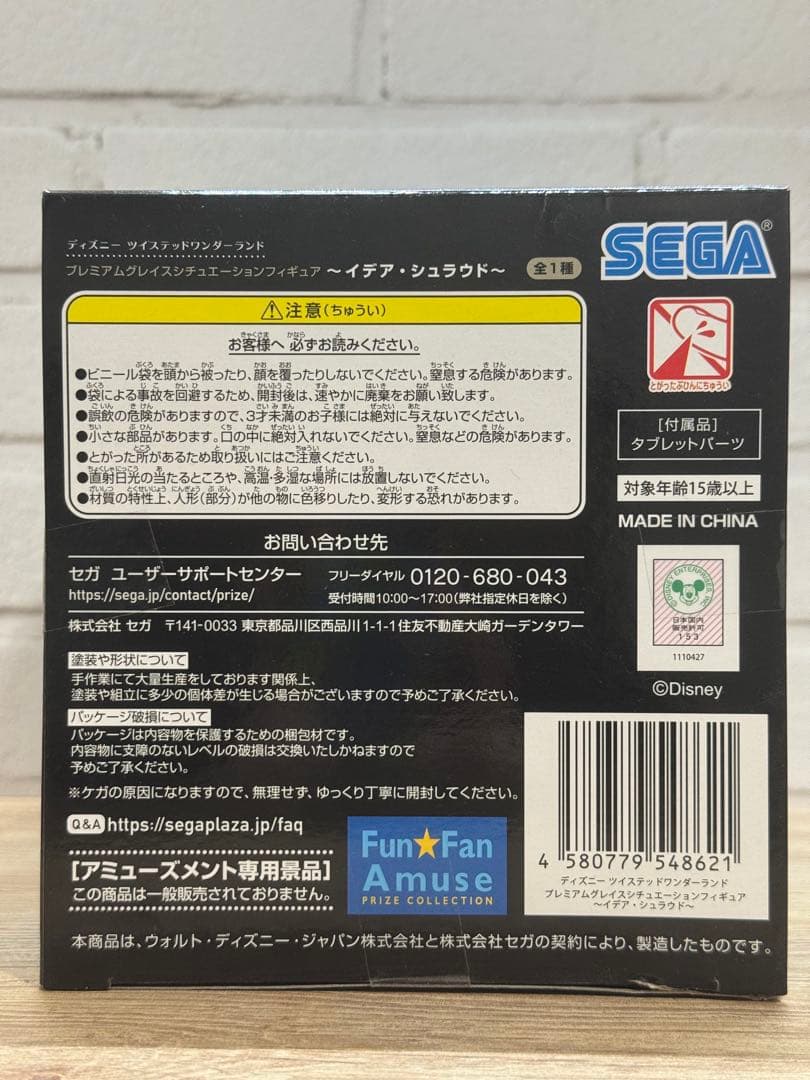 ディズニー ツイステッドワンダーランド
プレミアムグレイスシチュエーションフィギュア ～イデア・シュラウド～ 全1種
SEGA®
⚠注意(ちゅうい)
お客様へ 必ずお読みください。
●ビニール袋を頭から被ったり、顔を覆ったりしないでください。窒息する危険があります。
●袋による事故を回避するため、開封後は、速やかに廃棄をお願い致します。
●誤飲の危険がありますので、3才未満のお子様には絶対に与えないでください。
●小さな部品があります。口の中に絶対入れないでください。窒息などの危険があります。
●とがった所があるため取り扱いにはご注意ください。
●直射日光の当たるところや、高温・多湿な場所には放置しないでください。
●材質の特性上、人形(部分)が他の物に色移りしたり、変形する恐れがあります。
とがったぶひんにちゅうい
[付属品]
タブレットパーツ
対象年齢15歳以上
MADE IN CHINA
お問い合わせ先
セガ ユーザーサポートセンター フリーダイヤル 0120-680-043
https://sega.jp/contact/prize/ 受付時間10:00～17:00(弊社指定休日を除く)
株式会社 セガ 〒141-0033 東京都品川区西品川1-1-1住友不動産大崎ガーデンタワー
©DISNEY ENTERPRISES, INC.
日本国内
販売許可
153
1110427
©Disney
塗装や形状について
手作業にて大量生産をしております関係上、
塗装や組立に多少の個体差が生じる場合がございますので予めご了承ください。
パッケージ破損について
パッケージは内容物を保護するための梱包材です。
内容物に支障のないレベルの破損は交換いたしかねますので
予めご了承ください。
※ケガの原因になりますので、無理せず、ゆっくり丁寧に開封してください。
Q&A https://segaplaza.jp/faq
[アミューズメント専用景品]
この商品は一般販売されておりません。
Fun★Fan
Amuse
PRIZE COLLECTION
4 580779 548621
ディズニー ツイステッドワンダーランド
プレミアムグレイスシチュエーションフィギュア
～イデア・シュラウド～
本商品は、ウォルト・ディズニー・ジャパン株式会社と株式会社セガの契約により、製造したものです。